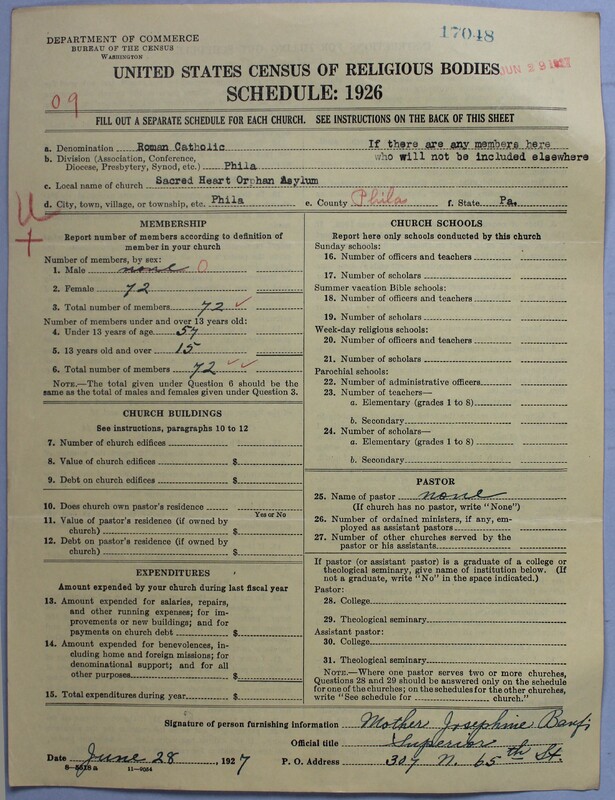 DEPARTMENT OF COMMERCE
BUREAU OF THE CENSUS
WASHINGTON
17048
UNITED STATES CENSUS OF RELIGIOUS BODIES
JUN 29 1927
SCHEDULE: 1926
09
FILL OUT A SEPARATE SCHEDULE FOR EACH CHURCH. SEE INSTRUCTIONS ON THE BACK OF THIS SHEET
a. Denomination Roman Catholic If there are any members here
b. Division (Association, Conference, who will not be included elsewhere
Diocese, Presbytery, Synod, etc.) Phila
c. Local name of church Sacred Heart Orphan Asylum
d. City, town, village, or township, etc. Phila e. County Phila f. State Pa.
MEMBERSHIP
Report number of members according to definition of
member in your church
Number of members, by sex:
1. Male none 0
2. Female 72
3. Total number of members 72
Number of members under and over 13 years old:
4. Under 13 years of age 57
5. 13 years old and over 15
6. Total number of members 72
NOTE.—The total given under Question 6 should be
the same as the total of males and females given under Question 3.
CHURCH BUILDINGS
See instructions, paragraphs 10 to 12
7. Number of church edifices
8. Value of church edifices $
9. Debt on church edifices $
10. Does church own pastor's residence
Yes or No
11. Value of pastor's residence (if owned by
church) $
12. Debt on pastor's residence (if owned by
church) $
EXPENDITURES
Amount expended by your church during last fiscal year
13. Amount expended for salaries, repairs,
and other running expenses; for im-
provements or new buildings; and for
payments on church debt $
14. Amount expended for benevolences, in-
cluding home and foreign missions; for
denominational support; and for all
other purposes $
15. Total expenditures during year $
CHURCH SCHOOLS
Report here only schools conducted by this church
Sunday schools:
16. Number of officers and teachers
17. Number of scholars
Summer vacation Bible schools:
18. Number of officers and teachers
19. Number of scholars
Week-day religious schools:
20. Number of officers and teachers
21. Number of scholars
Parochial schools:
22. Number of administrative officers
23. Number of teachers—
a. Elementary (grades 1 to 8)
b. Secondary
24. Number of scholars—
a. Elementary (grades 1 to 8)
b. Secondary
PASTOR
25. Name of pastor none
(If church has no pastor, write "None")
26. Number of ordained ministers, if any, em-
ployed as assistant pastors
27. Number of other churches served by the
pastor or his assistants
If pastor (or assistant pastor) is a graduate of a college or
theological seminary, give name of institution below. (If
not a graduate, write "No" in the space indicated.)
Pastor:
28. College
29. Theological seminary
Assistant pastor:
30. College
31. Theological seminary
NOTE.—Where one pastor serves two or more churches,
Questions 28 and 29 should be answered only on the schedule
for one of the churches; on the schedules for the other churches,
write "See schedule for church."
Signature of person furnishing information Mother Josephine
Official title Superior
Date June 28 1927 P. O. Address 307 N. 65th St.
8-5518a 11-9064